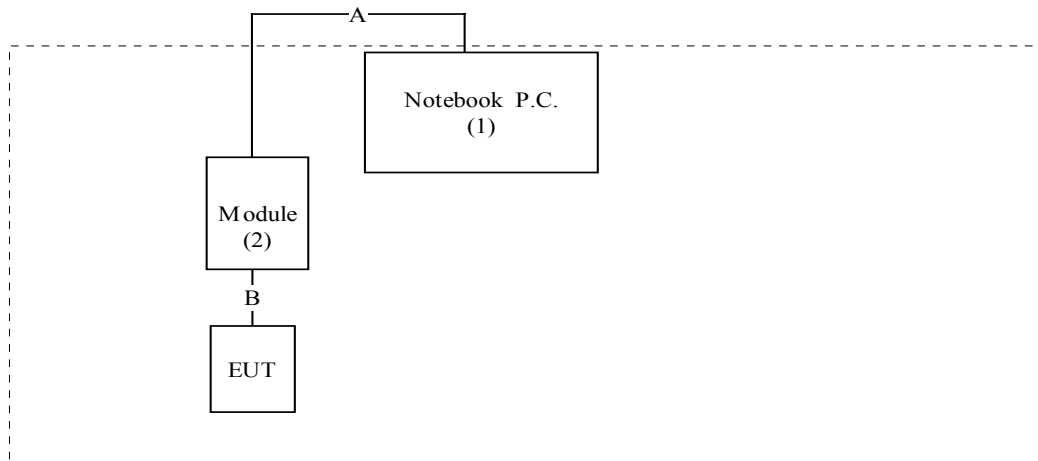 A
Notebook P.C.
(1)
Module
(2)
B
EUT